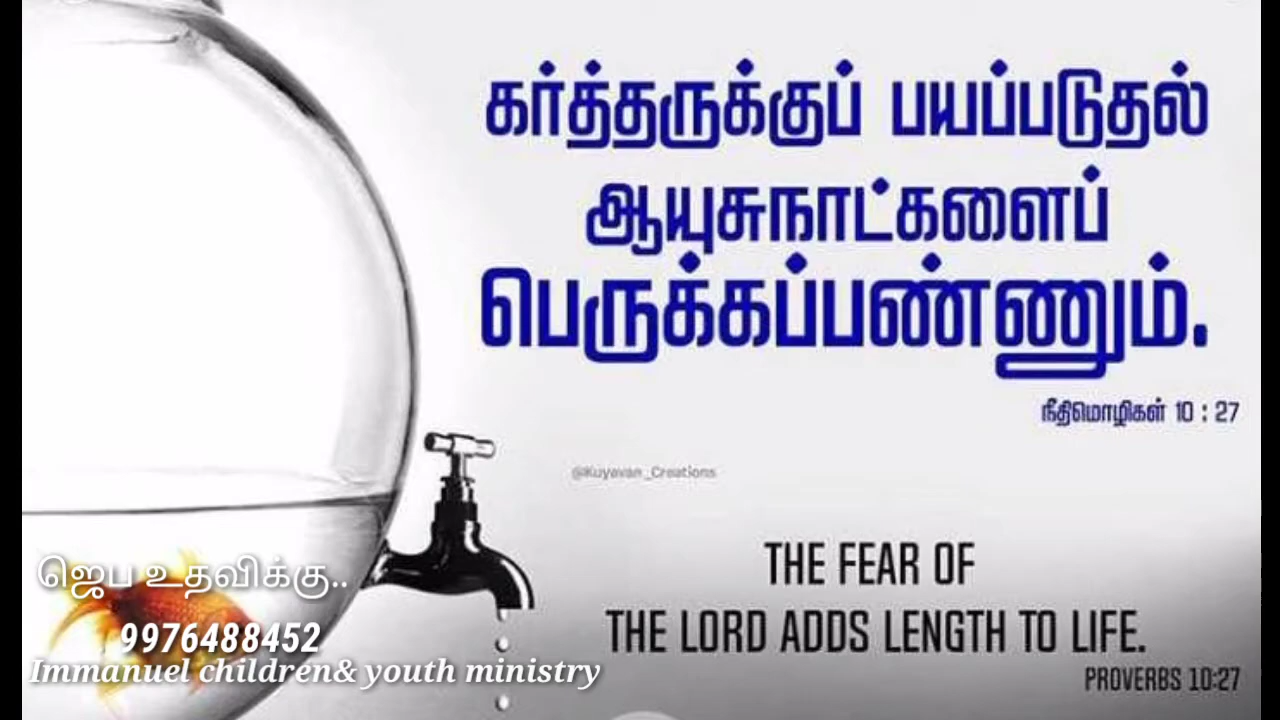 கர்த்தருக்குப் பயப்படுதல்
ஆயுசுநாட்களைப்
பெருக்கப்பண்ணும்.
நீதிமொழிகள் 10 : 27
@Kuyavan_Creations
THE FEAR OF
THE LORD ADDS LENGTH TO LIFE.
PROVERBS 10:27
ஜெப உதவிக்கு..
9976488452
Immanuel children& youth ministry